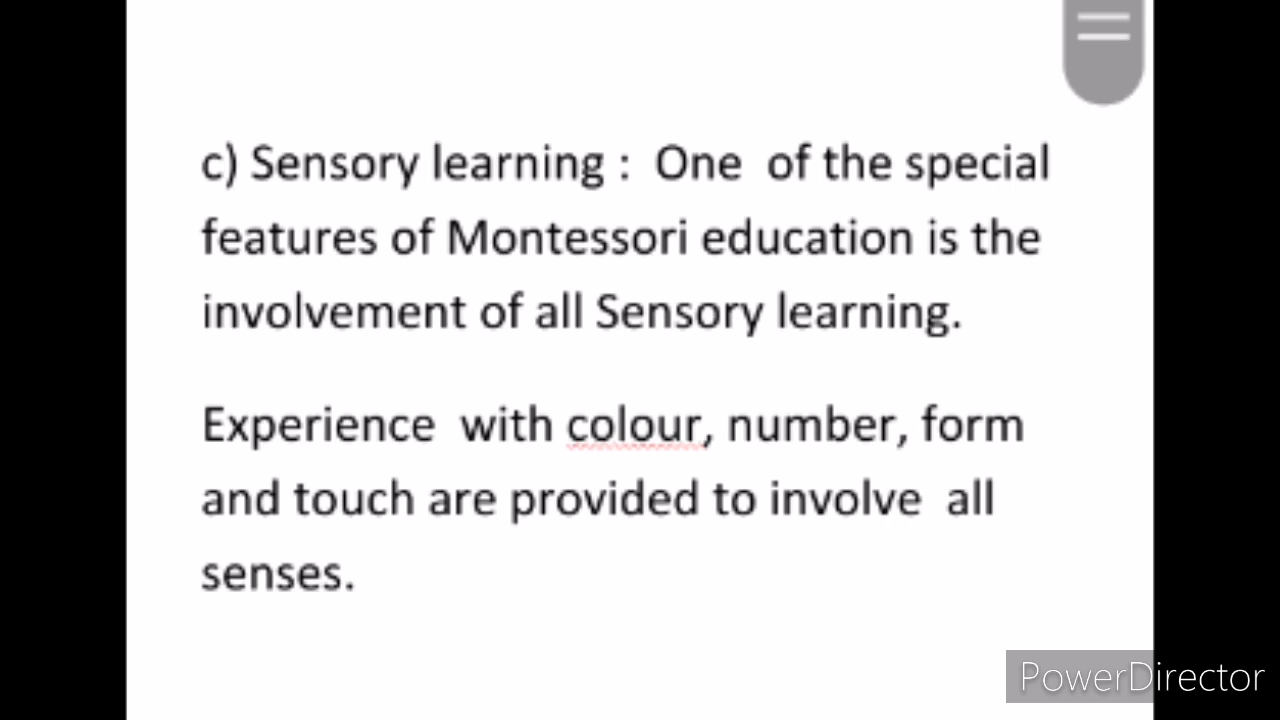 c) Sensory learning :  One  of the special
features of Montessori education is the
involvement of all Sensory learning.
Experience  with colour, number, form
and touch are provided to involve  all
senses.
PowerDirector